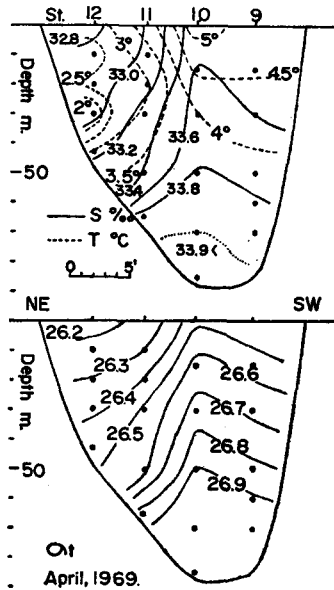 St. 12 11 10 9
32.8 3° 5°
2.5° 33.0 4.5°
2°
33.6 4°
33.2
Depth m.
50 3.5° 33.8
33.4
S ‰
T °C 33.9<
0 5'
NE SW
26.2
26.3 26.6
26.4 26.7
26.5
Depth m.
26.8
50 26.9
σt
April, 1969.